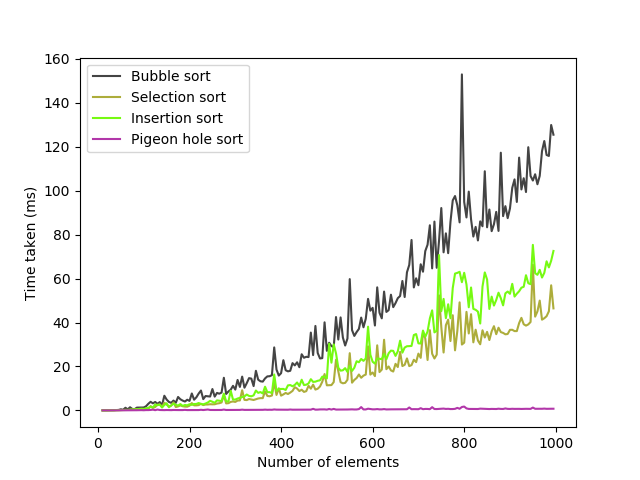 Bubble sort
Selection sort
Insertion sort
Pigeon hole sort
160
140
120
100
80
60
40
20
0
Time taken (ms)
0 200 400 600 800 1000
Number of elements